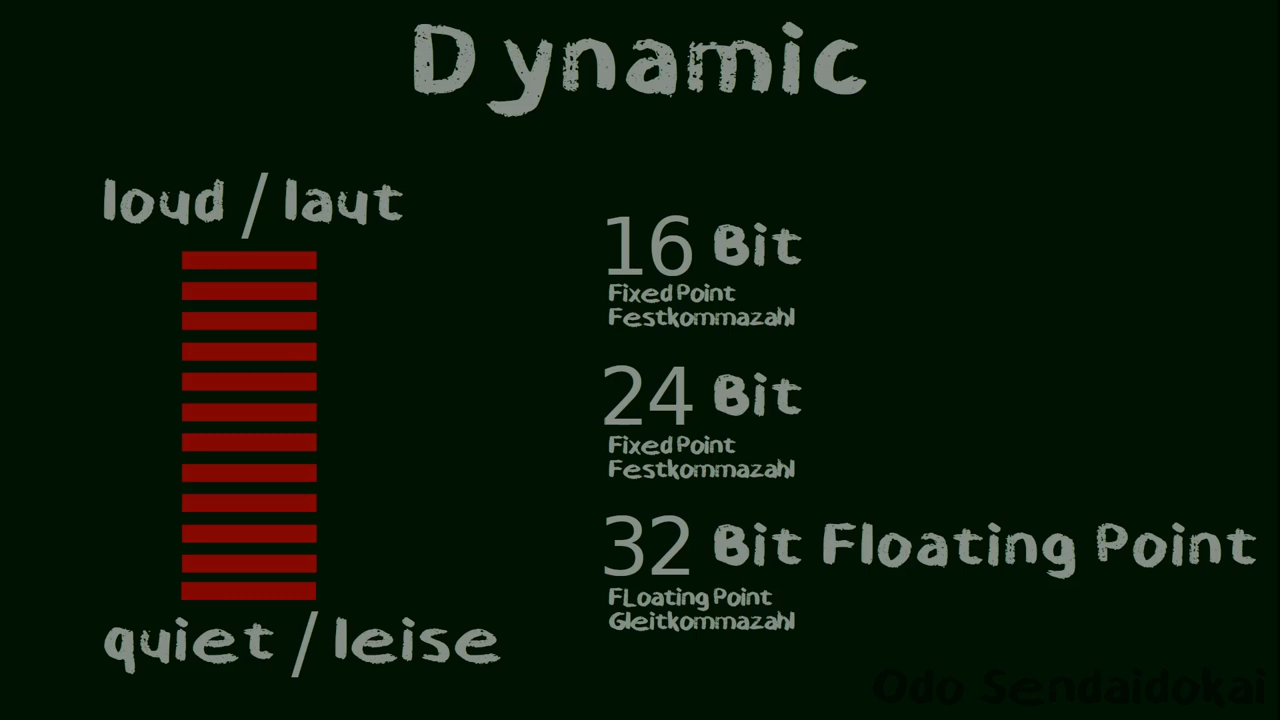 Dynamic
loud / laut
quiet / leise
16 Bit
Fixed Point
Festkommazahl
24 Bit
Fixed Point
Festkommazahl
32 Bit Floating Point
FLoating Point
Gleitkommazahl
Odo Sendaidokai